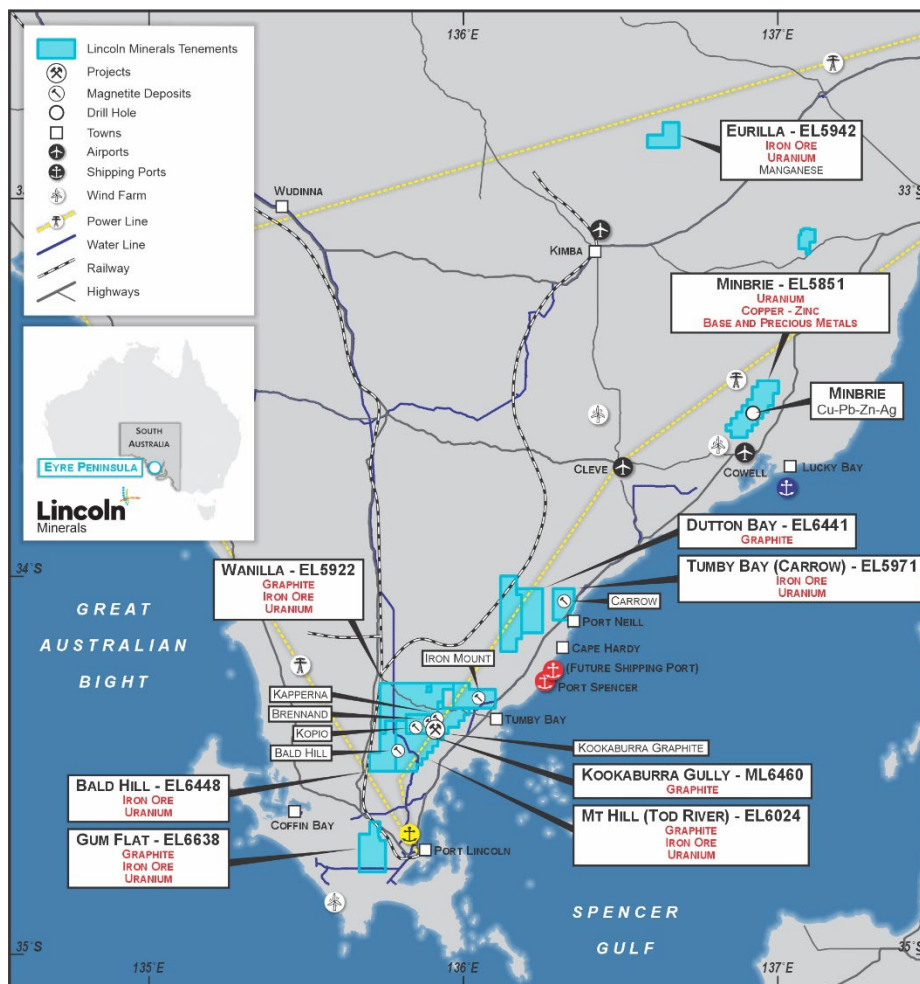 136°E
137°E
Lincoln Minerals Tenements
Projects
Magnetite Deposits
Drill Hole
Towns
Airports
Shipping Ports
Wind Farm
Power Line
Water Line
Railway
Highways
EURILLA - EL5942
IRON ORE
URANIUM
MANGANESE
33°S
WUDINNA
KIMBA
MINBRIE - EL5851
URANIUM
COPPER - ZINC
BASE AND PRECIOUS METALS
SOUTH
AUSTRALIA
EYRE PENINSULA
Lincoln
Minerals
MINBRIE
Cu-Pb-Zn-Ag
CLEVE
COWELL
LUCKY BAY
DUTTON BAY - EL6441
GRAPHITE
34°S
WANILLA - EL5922
GRAPHITE
IRON ORE
URANIUM
TUMBY BAY (CARROW) - EL5971
IRON ORE
URANIUM
CARROW
PORT NEILL
GREAT
AUSTRALIAN
BIGHT
CAPE HARDY
(FUTURE SHIPPING PORT)
PORT SPENCER
IRON MOUNT
KAPPERNA
BRENNAND
KOPIO
BALD HILL
TUMBY BAY
KOOKABURRA GRAPHITE
KOOKABURRA GULLY - ML6460
GRAPHITE
BALD HILL - EL6448
IRON ORE
URANIUM
MT HILL (TOD RIVER) - EL6024
GRAPHITE
IRON ORE
URANIUM
COFFIN BAY
GUM FLAT - EL6638
GRAPHITE
IRON ORE
URANIUM
PORT LINCOLN
SPENCER
GULF
35°S
35°S
135°E
136°E
137°E